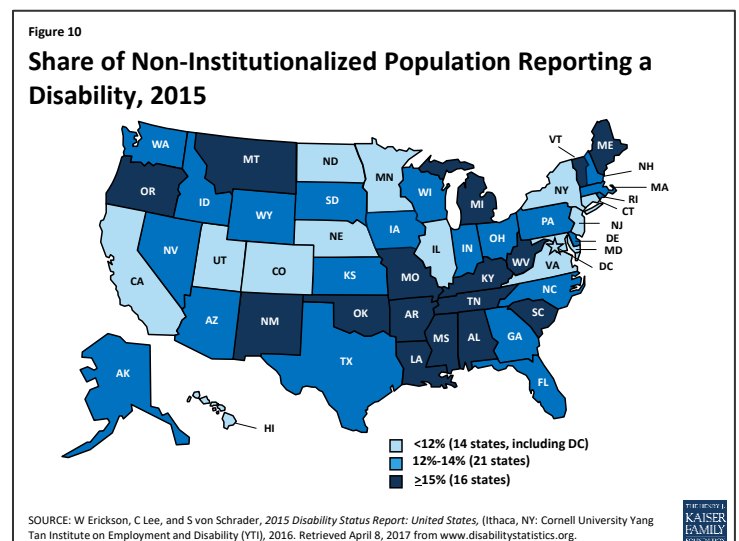 Figure 10
Share of Non-Institutionalized Population Reporting a
Disability, 2015
WA
MT
ND
MN
VT
ME
NH
MA
RI
CT
NJ
DE
MD
DC
OR
ID
WY
SD
WI
MI
NY
PA
NV
UT
CO
NE
IA
IL
IN
OH
WV
VA
CA
AZ
NM
KS
MO
KY
NC
TN
SC
OK
AR
MS
AL
GA
TX
LA
FL
AK
HI
<12% (14 states, including DC)
12%-14% (21 states)
≥15% (16 states)
SOURCE: W Erickson, C Lee, and S von Schrader, 2015 Disability Status Report: United States, (Ithaca, NY: Cornell University Yang
Tan Institute on Employment and Disability (YTI), 2016. Retrieved April 8, 2017 from www.disabilitystatistics.org.
THE HENRY J.
KAISER
FAMILY